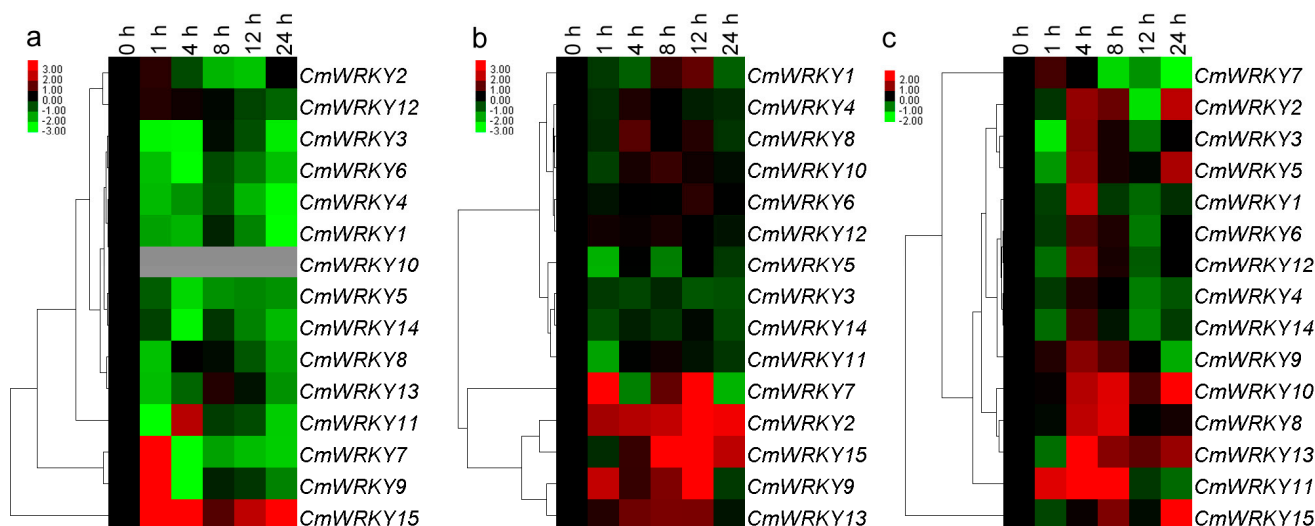 a
0 h
1 h
4 h
8 h
12 h
24 h
3.00
2.00
1.00
0.00
-1.00
-2.00
-3.00
CmWRKY2
CmWRKY12
CmWRKY3
CmWRKY6
CmWRKY4
CmWRKY1
CmWRKY10
CmWRKY5
CmWRKY14
CmWRKY8
CmWRKY13
CmWRKY11
CmWRKY7
CmWRKY9
CmWRKY15
b
0 h
1 h
4 h
8 h
12 h
24 h
3.00
2.00
1.00
0.00
-1.00
-2.00
-3.00
CmWRKY1
CmWRKY4
CmWRKY8
CmWRKY10
CmWRKY6
CmWRKY12
CmWRKY5
CmWRKY3
CmWRKY14
CmWRKY11
CmWRKY7
CmWRKY2
CmWRKY15
CmWRKY9
CmWRKY13
c
0 h
1 h
4 h
8 h
12 h
24 h
2.00
1.00
0.00
-1.00
-2.00
CmWRKY7
CmWRKY2
CmWRKY3
CmWRKY5
CmWRKY1
CmWRKY6
CmWRKY12
CmWRKY4
CmWRKY14
CmWRKY9
CmWRKY10
CmWRKY8
CmWRKY13
CmWRKY11
CmWRKY15